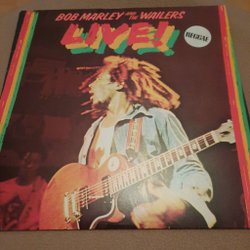 BOB MARLEY AND THE WAILERS
LIVE!
REGGAE